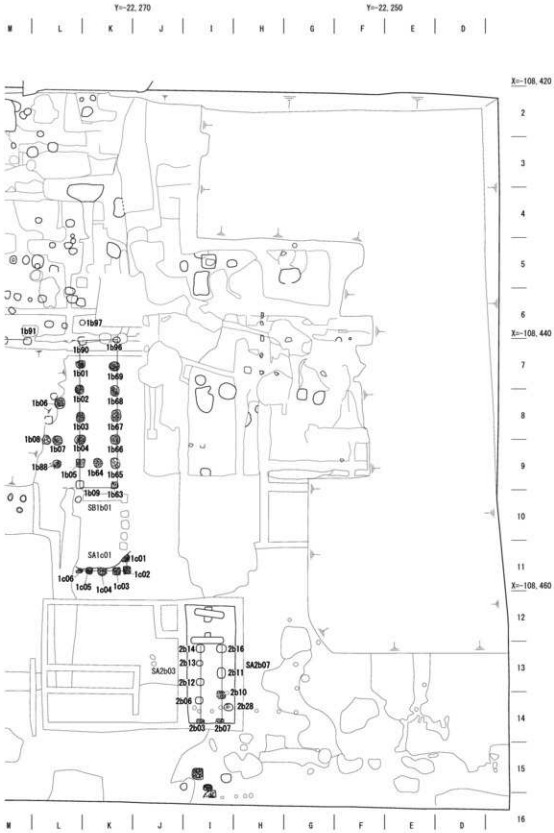 Y=-22,270 Y=-22,250
M L K J I H G F E D
X=-108,420
2
3
4
5
6
X=-108,440
1b97
1b91
1b90 1b96
7
1b01 1b69
1b02 1b68
1b06
8
1b03 1b67
1b08
1b07 1b04 1b66
1b88
1b05 1b64 1b65
9
1b09 1b63
SB1b01
10
SA1c01
1c01
11
1c06 1c05 1c04 1c03 1c02
X=-108,460
12
2b14 2b16
2b13 SA2b07
SA2b03 2b11
13
2b12
2b10
2b06 2b28
14
2b03 2b07
15
16
M L K J I H G F E D